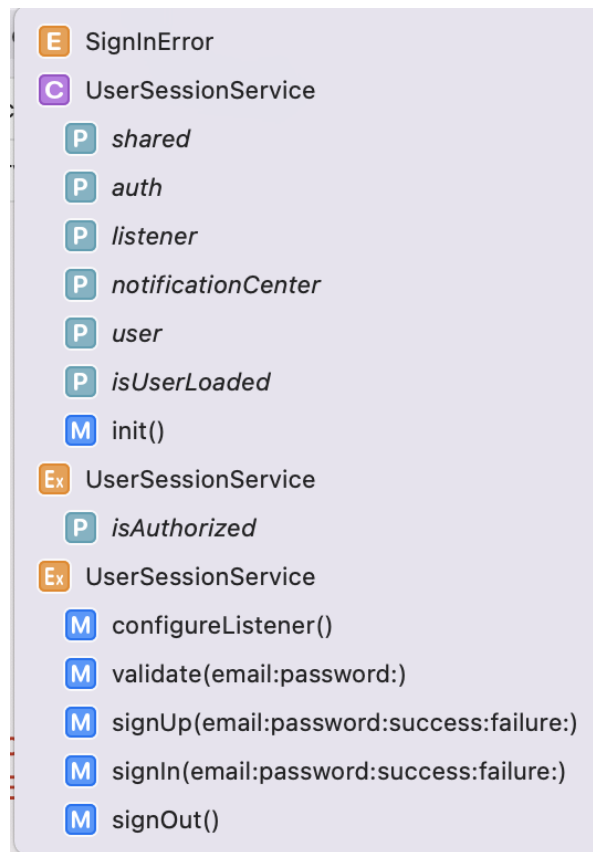 E SignInError
C UserSessionService
P shared
P auth
P listener
P notificationCenter
P user
P isUserLoaded
M init()
Ex UserSessionService
P isAuthorized
Ex UserSessionService
M configureListener()
M validate(email:password:)
M signUp(email:password:success:failure:)
M signIn(email:password:success:failure:)
M signOut()